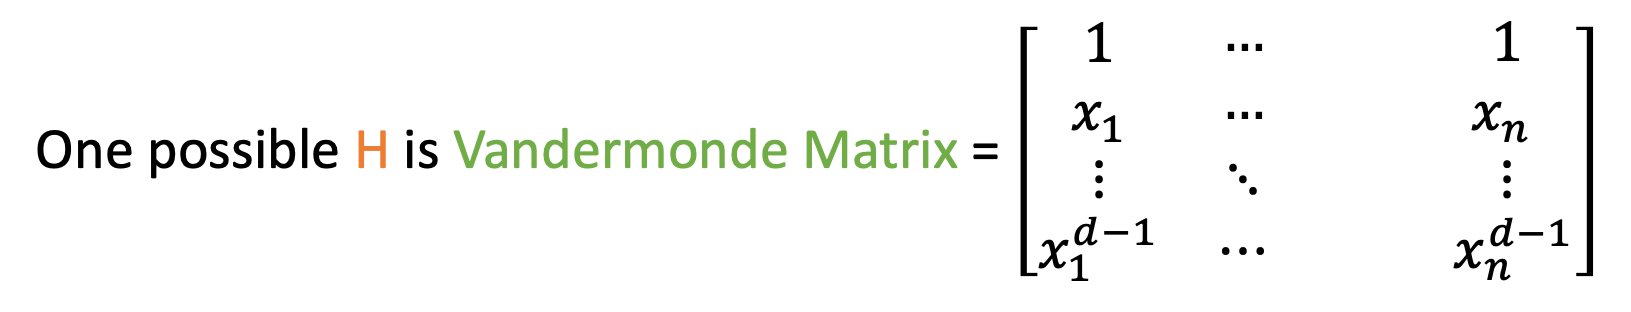 One possible H is Vandermonde Matrix = 
1 ⋯ 1
x₁ ⋯ xₙ
⋮ ⋱ ⋮
x₁^{d−1} ⋯ xₙ^{d−1}